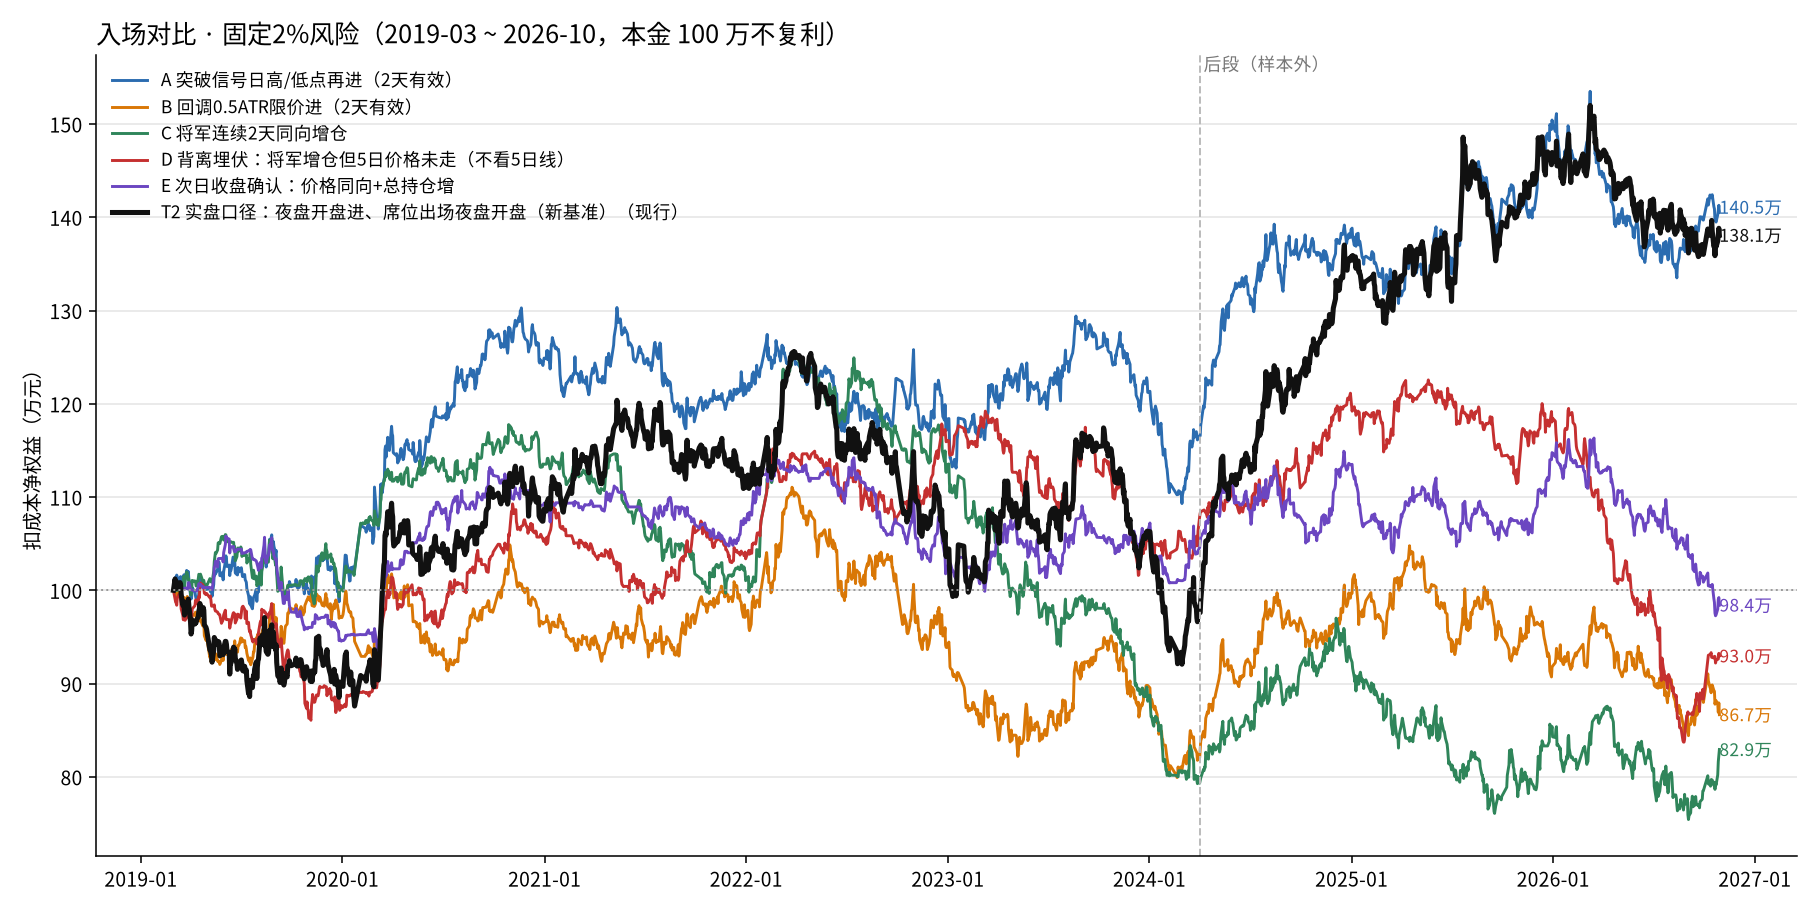 入场对比 · 固定2%风险（2019-03 ~ 2026-10，本金 100 万不复利）
后段（样本外）
A 突破信号日高/低点再进（2天有效）
B 回调0.5ATR限价进（2天有效）
C 将军连续2天同向增仓
D 背离埋伏：将军增仓但5日价格未走（不看5日线）
E 次日收盘确认：价格同向+总持仓增
T2 实盘口径：夜盘开盘进、席位出场夜盘开盘（新基准）（现行）
扣成本净权益（万元）
150
140
130
120
110
100
90
80
140.5万
138.1万
98.4万
93.0万
86.7万
82.9万
2019-01
2020-01
2021-01
2022-01
2023-01
2024-01
2025-01
2026-01
2027-01